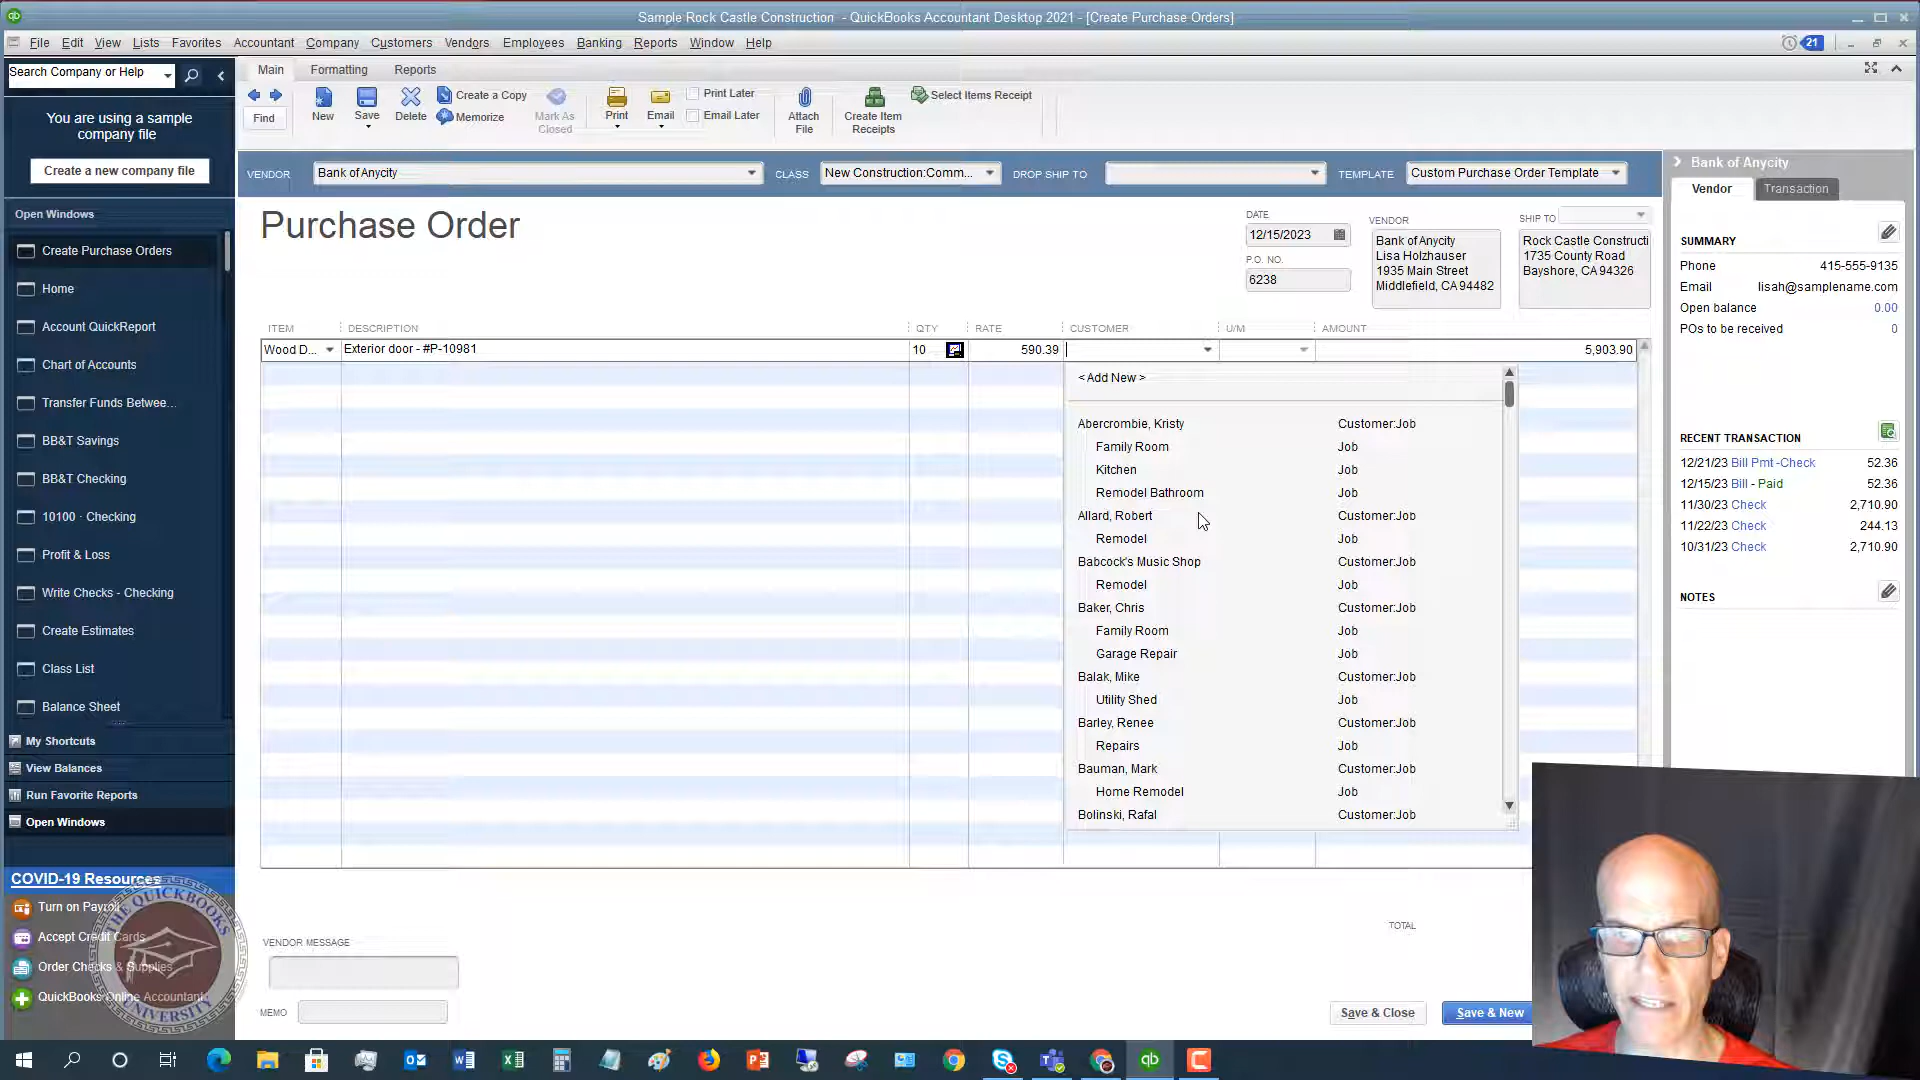 Sample Rock Castle Construction - QuickBooks Accountant Desktop 2021 - [Create Purchase Orders]
File Edit View Lists Favorites Accountant Company Customers Vendors Employees Banking Reports Window Help
21
Search Company or Help
Main Formatting Reports
Find
New
Save
Delete
Create a Copy
Memorize
Mark As
Closed
Print
Email
Print Later
Email Later
Attach
File
Create Item
Receipts
Select Items Receipt
You are using a sample
company file
Create a new company file
Open Windows
Create Purchase Orders
Home
Account QuickReport
Chart of Accounts
Transfer Funds Betwee...
BB&T Savings
BB&T Checking
10100 · Checking
Profit & Loss
Write Checks - Checking
Create Estimates
Class List
Balance Sheet
My Shortcuts
View Balances
Run Favorite Reports
Open Windows
COVID-19 Resources
Turn on Payroll
Accept Credit Cards
Order Checks & Supplies
QuickBooks Online Accountant
THE QUICKBOOKS UNIVERSITY
VENDOR Bank of Anycity CLASS New Construction:Comm... DROP SHIP TO TEMPLATE Custom Purchase Order Template
Purchase Order
DATE
12/15/2023
P.O. NO.
6238
VENDOR
Bank of Anycity
Lisa Holzhauser
1935 Main Street
Middlefield, CA 94482
SHIP TO
Rock Castle Constructi
1735 County Road
Bayshore, CA 94326
ITEM DESCRIPTION QTY RATE CUSTOMER U/M AMOUNT
Wood D... Exterior door - #P-10981 10 590.39 5,903.90
< Add New >
Abercrombie, Kristy Customer:Job
Family Room Job
Kitchen Job
Remodel Bathroom Job
Allard, Robert Customer:Job
Remodel Job
Babcock's Music Shop Customer:Job
Remodel Job
Baker, Chris Customer:Job
Family Room Job
Garage Repair Job
Balak, Mike Customer:Job
Utility Shed Job
Barley, Renee Customer:Job
Repairs Job
Bauman, Mark Customer:Job
Home Remodel Job
Bolinski, Rafal Customer:Job
TOTAL
VENDOR MESSAGE
MEMO
Save & Close
Save & New
Bank of Anycity
Vendor Transaction
SUMMARY
Phone 415-555-9135
Email lisah@samplename.com
Open balance 0.00
POs to be received 0
RECENT TRANSACTION
12/21/23 Bill Pmt -Check 52.36
12/15/23 Bill - Paid 52.36
11/30/23 Check 2,710.90
11/22/23 Check 244.13
10/31/23 Check 2,710.90
NOTES